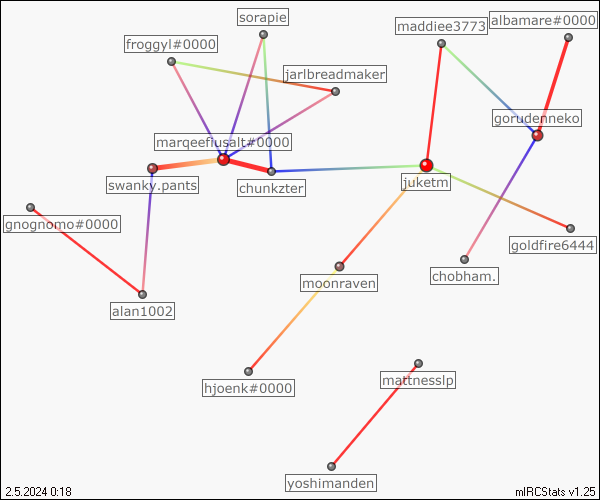 sorapie
albamare#0000
maddiee3773
froggyl#0000
jarlbreadmaker
gorudenneko
marqeefiusalt#0000
swanky.pants
chunkzter
juketm
gnognomo#0000
goldfire6444
chobham.
moonraven
alan1002
mattnesslp
hjoenk#0000
yoshimanden
2.5.2024 0:18
mIRCStats v1.25